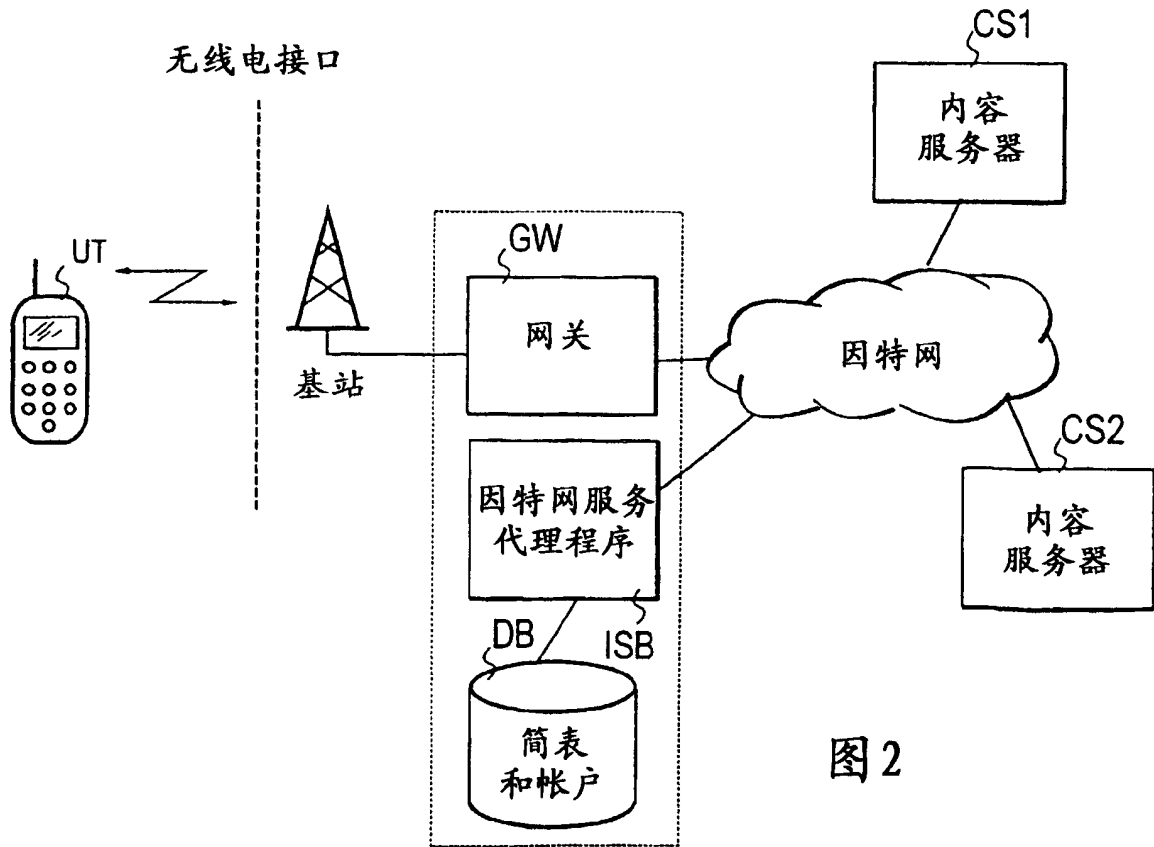 无线电接口
CS1
内容
服务器
UT
GW
网关
基站
因特网
CS2
内容
服务器
因特网服务
代理程序
ISB
DB
简表
和帐户
图2